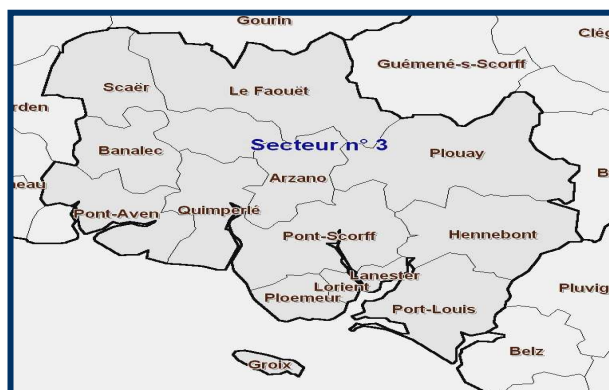 Gourin
Clég
Guémené-s-Scorff
Scaër
Le Faouët
rden
Secteur n° 3
Banalec
Plouay
B
Arzano
neau
Pont-Aven
Quimperlé
Pont-Scorff
Hennebont
Lanester
Lorient
Pluvig
Ploemeur
Port-Louis
Belz
Groix